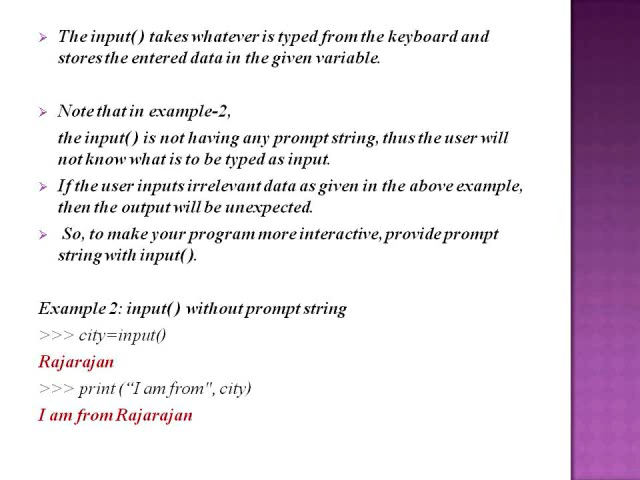 The input() takes whatever is typed from the keyboard and
stores the entered data in the given variable.
Note that in example-2,
the input() is not having any prompt string, thus the user will
not know what is to be typed as input.
If the user inputs irrelevant data as given in the above example,
then the output will be unexpected.
So, to make your program more interactive, provide prompt
string with input().
Example 2: input() without prompt string
>>> city=input()
Rajarajan
>>> print (“I am from", city)
I am from Rajarajan